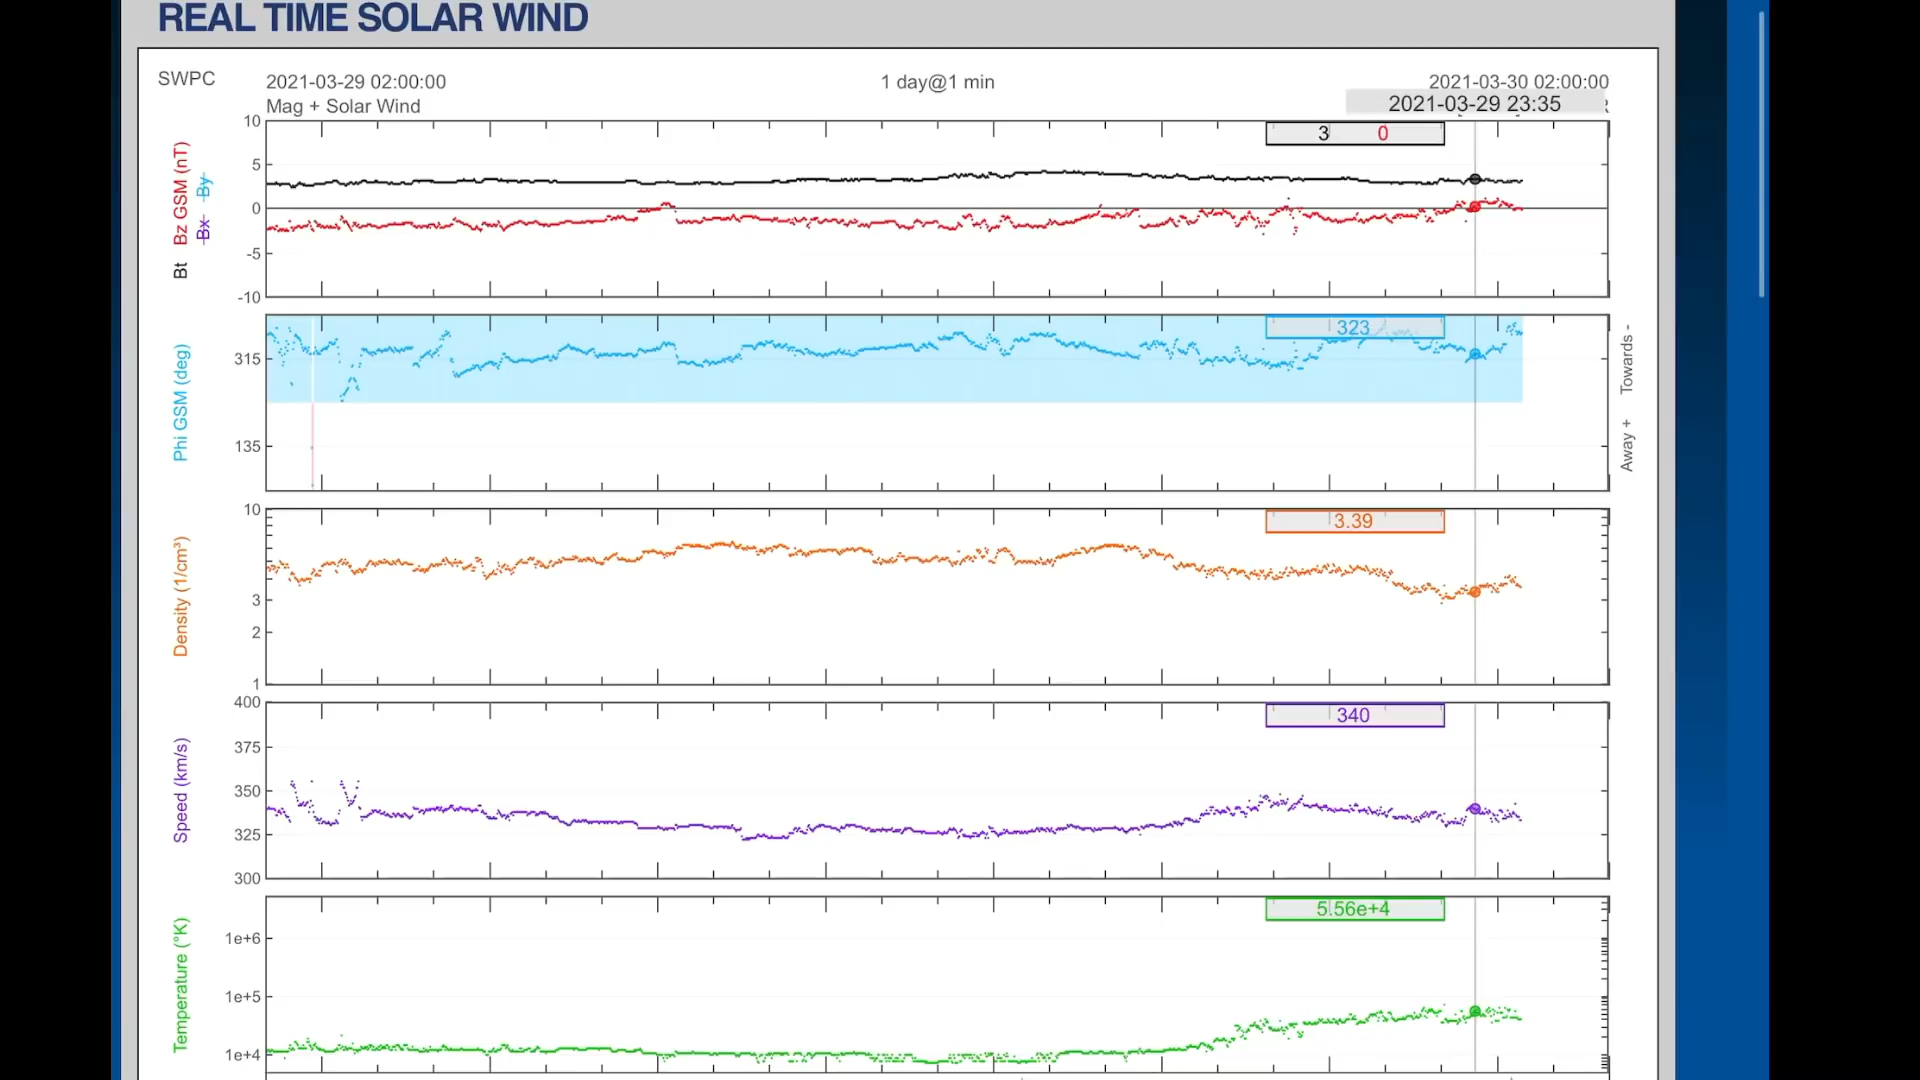 REAL TIME SOLAR WIND
SWPC
2021-03-29 02:00:00
1 day@1 min
2021-03-30 02:00:00
Mag + Solar Wind
2021-03-29 23:35
10
5
0
-5
-10
3 0
Bt Bz GSM (nT)
Bx By
315
135
323
Phi GSM (deg)
Away + Towards -
10
3
2
1
3.39
Density (1/cm³)
400
375
350
325
300
340
Speed (km/s)
1e+6
1e+5
1e+4
5.56e+4
Temperature (°K)